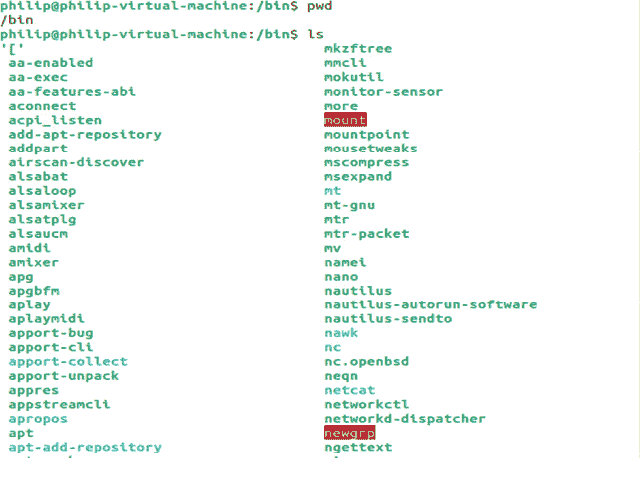 philip@philip-virtual-machine:/bin$ pwd
/bin
philip@philip-virtual-machine:/bin$ ls
'[' mkzftree
aa-enabled mmcli
aa-exec mokutil
aa-features-abi monitor-sensor
aconnect more
acpi_listen mount
add-apt-repository mountpoint
addpart mousetweaks
airscan-discover mscompress
alsabat msexpand
alsaloop mt
alsamixer mt-gnu
alsatplg mtr
alsaucm mtr-packet
amidi mv
amixer namei
apg nano
apgbfm nautilus
aplay nautilus-autorun-software
aplaymidi nautilus-sendto
apport-bug nawk
apport-cli nc
apport-collect nc.openbsd
apport-unpack neqn
appres netcat
appstreamcli networkctl
apropos networkd-dispatcher
apt newgrp
apt-add-repository ngettext